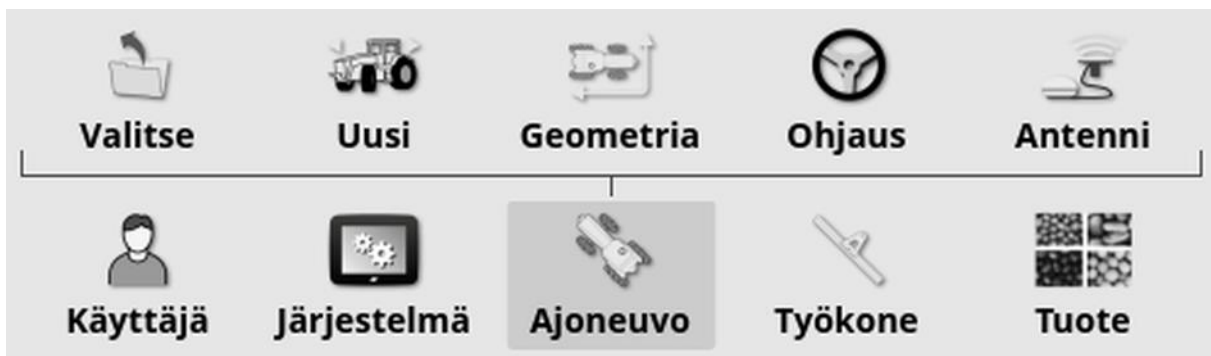 Valitse Uusi Geometria Ohjaus Antenni
Käyttäjä Järjestelmä Ajoneuvo Työkone Tuote